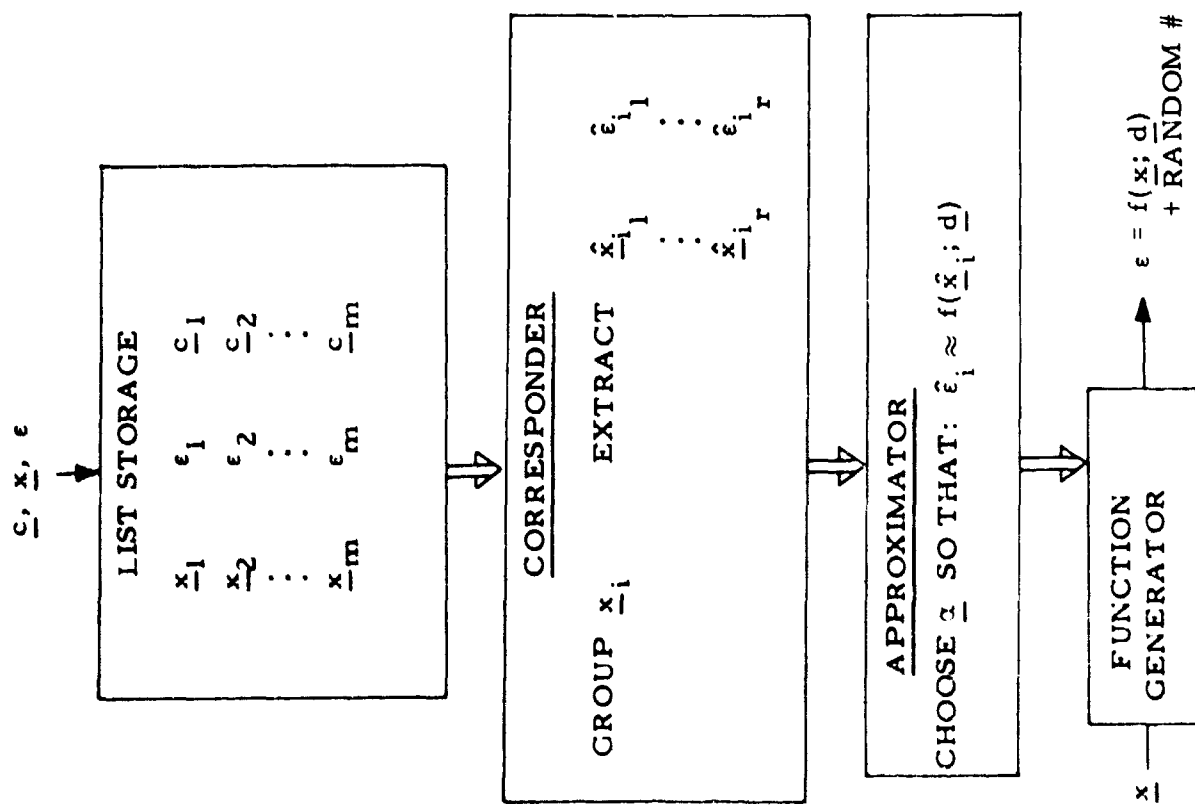 c, x, ε
LIST STORAGE
x1 ε1 c1
x2 ε2 c2
... ... ...
xm εm cm
CORRESPONDER
GROUP xi EXTRACT x̂i1 ε̂i1
... ...
x̂ir ε̂ir
APPROXIMATOR
CHOOSE α SO THAT: ε̂i ≈ f(x̂i; d)
FUNCTION
GENERATOR
x
ε = f(x; d)
+ RANDOM #